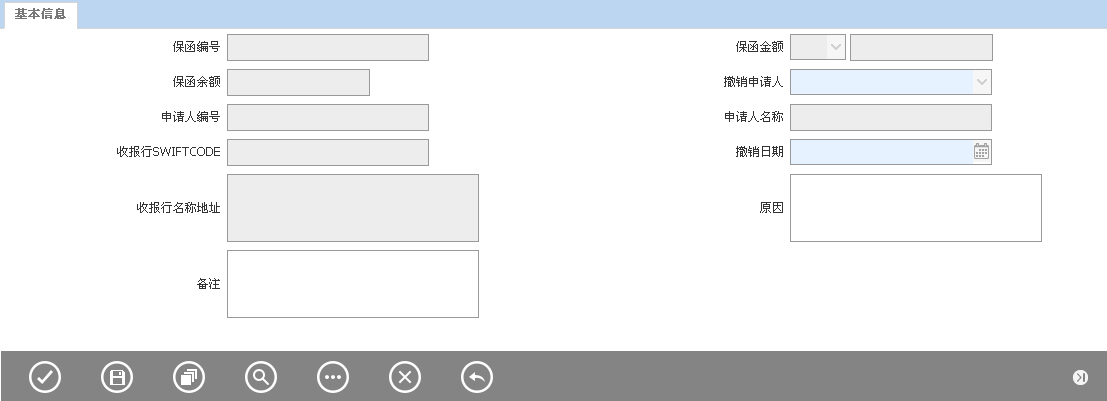 基本信息
保函编号
保函金额
保函余额
撤销申请人
申请人编号
申请人名称
收报行SWIFTCODE
撤销日期
收报行名称地址
原因
备注